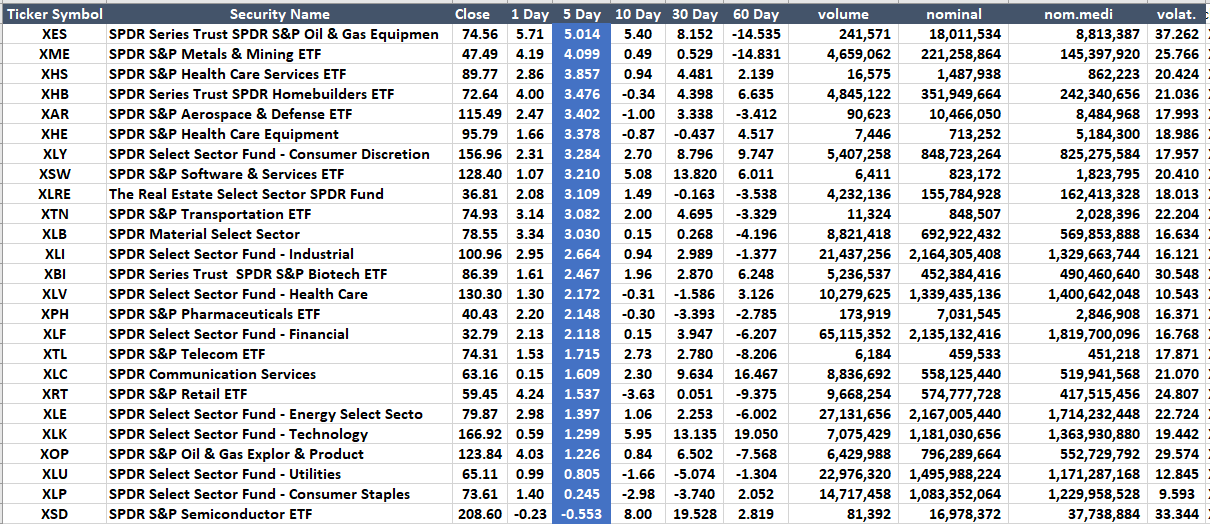 Ticker Symbol Security Name Close 1 Day 5 Day 10 Day 30 Day 60 Day volume nominal nom.medi volat.
XES SPDR Series Trust SPDR S&P Oil & Gas Equipmen 74.56 5.71 5.014 5.40 8.152 -14.535 241,571 18,011,534 8,813,387 37.262
XME SPDR S&P Metals & Mining ETF 47.49 4.19 4.099 0.49 0.529 -14.831 4,659,062 221,258,864 145,397,920 25.766
XHS SPDR S&P Health Care Services ETF 89.77 2.86 3.857 0.94 4.481 2.139 16,575 1,487,938 862,223 20.424
XHB SPDR Series Trust SPDR Homebuilders ETF 72.64 4.00 3.476 -0.34 4.398 6.635 4,845,122 351,949,664 242,340,656 21.036
XAR SPDR S&P Aerospace & Defense ETF 115.49 2.47 3.402 -1.00 3.338 -3.412 90,623 10,466,050 8,484,968 17.993
XHE SPDR S&P Health Care Equipment 95.79 1.66 3.378 -0.87 -0.437 4.517 7,446 713,252 5,184,300 18.986
XLY SPDR Select Sector Fund - Consumer Discretion 156.96 2.31 3.284 2.70 8.796 9.747 5,407,258 848,723,264 825,275,584 17.957
XSW SPDR S&P Software & Services ETF 128.40 1.07 3.210 5.08 13.820 6.011 6,411 823,172 1,823,795 20.410
XLRE The Real Estate Select Sector SPDR Fund 36.81 2.08 3.109 1.49 -0.163 -3.538 4,232,136 155,784,928 162,413,328 18.013
XTN SPDR S&P Transportation ETF 74.93 3.14 3.082 2.00 4.695 -3.329 11,324 848,507 2,028,396 22.204
XLB SPDR Material Select Sector 78.55 3.34 3.030 0.15 0.268 -4.196 8,821,418 692,922,432 569,853,888 16.634
XLI SPDR Select Sector Fund - Industrial 100.96 2.95 2.664 0.94 2.989 -1.377 21,437,256 2,164,305,408 1,329,663,744 16.121
XBI SPDR Series Trust SPDR S&P Biotech ETF 86.39 1.61 2.467 1.96 2.870 6.248 5,236,537 452,384,416 490,460,640 30.548
XLV SPDR Select Sector Fund - Health Care 130.30 1.30 2.172 -0.31 -1.586 3.126 10,279,625 1,339,435,136 1,400,642,048 10.543
XPH SPDR S&P Pharmaceuticals ETF 40.43 2.20 2.148 -0.30 -3.393 -2.785 173,919 7,031,545 2,846,908 16.371
XLF SPDR Select Sector Fund - Financial 32.79 2.13 2.118 0.15 3.947 -6.207 65,115,352 2,135,132,416 1,819,700,096 16.768
XTL SPDR S&P Telecom ETF 74.31 1.53 1.715 2.73 2.780 -8.206 6,184 459,533 451,218 17.871
XLC SPDR Communication Services 63.16 0.15 1.609 2.30 9.634 16.467 8,836,692 558,125,440 519,941,568 21.070
XRT SPDR S&P Retail ETF 59.45 4.24 1.537 -3.63 0.051 -9.375 9,668,254 574,777,728 417,515,456 24.807
XLE SPDR Select Sector Fund - Energy Select Secto 79.87 2.98 1.397 1.06 2.253 -6.002 27,131,656 2,167,005,440 1,714,232,448 22.724
XLK SPDR Select Sector Fund - Technology 166.92 0.59 1.299 5.95 13.135 19.050 7,075,429 1,181,030,656 1,363,930,880 19.442
XOP SPDR S&P Oil & Gas Explor & Product 123.84 4.03 1.226 0.84 6.502 -7.568 6,429,988 796,289,664 552,729,792 29.574
XLU SPDR Select Sector Fund - Utilities 65.11 0.99 0.805 -1.66 -5.074 -1.304 22,976,320 1,495,988,224 1,171,287,168 12.845
XLP SPDR Select Sector Fund - Consumer Staples 73.61 1.40 0.245 -2.98 -3.740 2.052 14,717,458 1,083,352,064 1,229,958,528 9.593
XSD SPDR S&P Semiconductor ETF 208.60 -0.23 -0.553 8.00 19.528 2.819 81,392 16,978,372 37,738,884 33.344